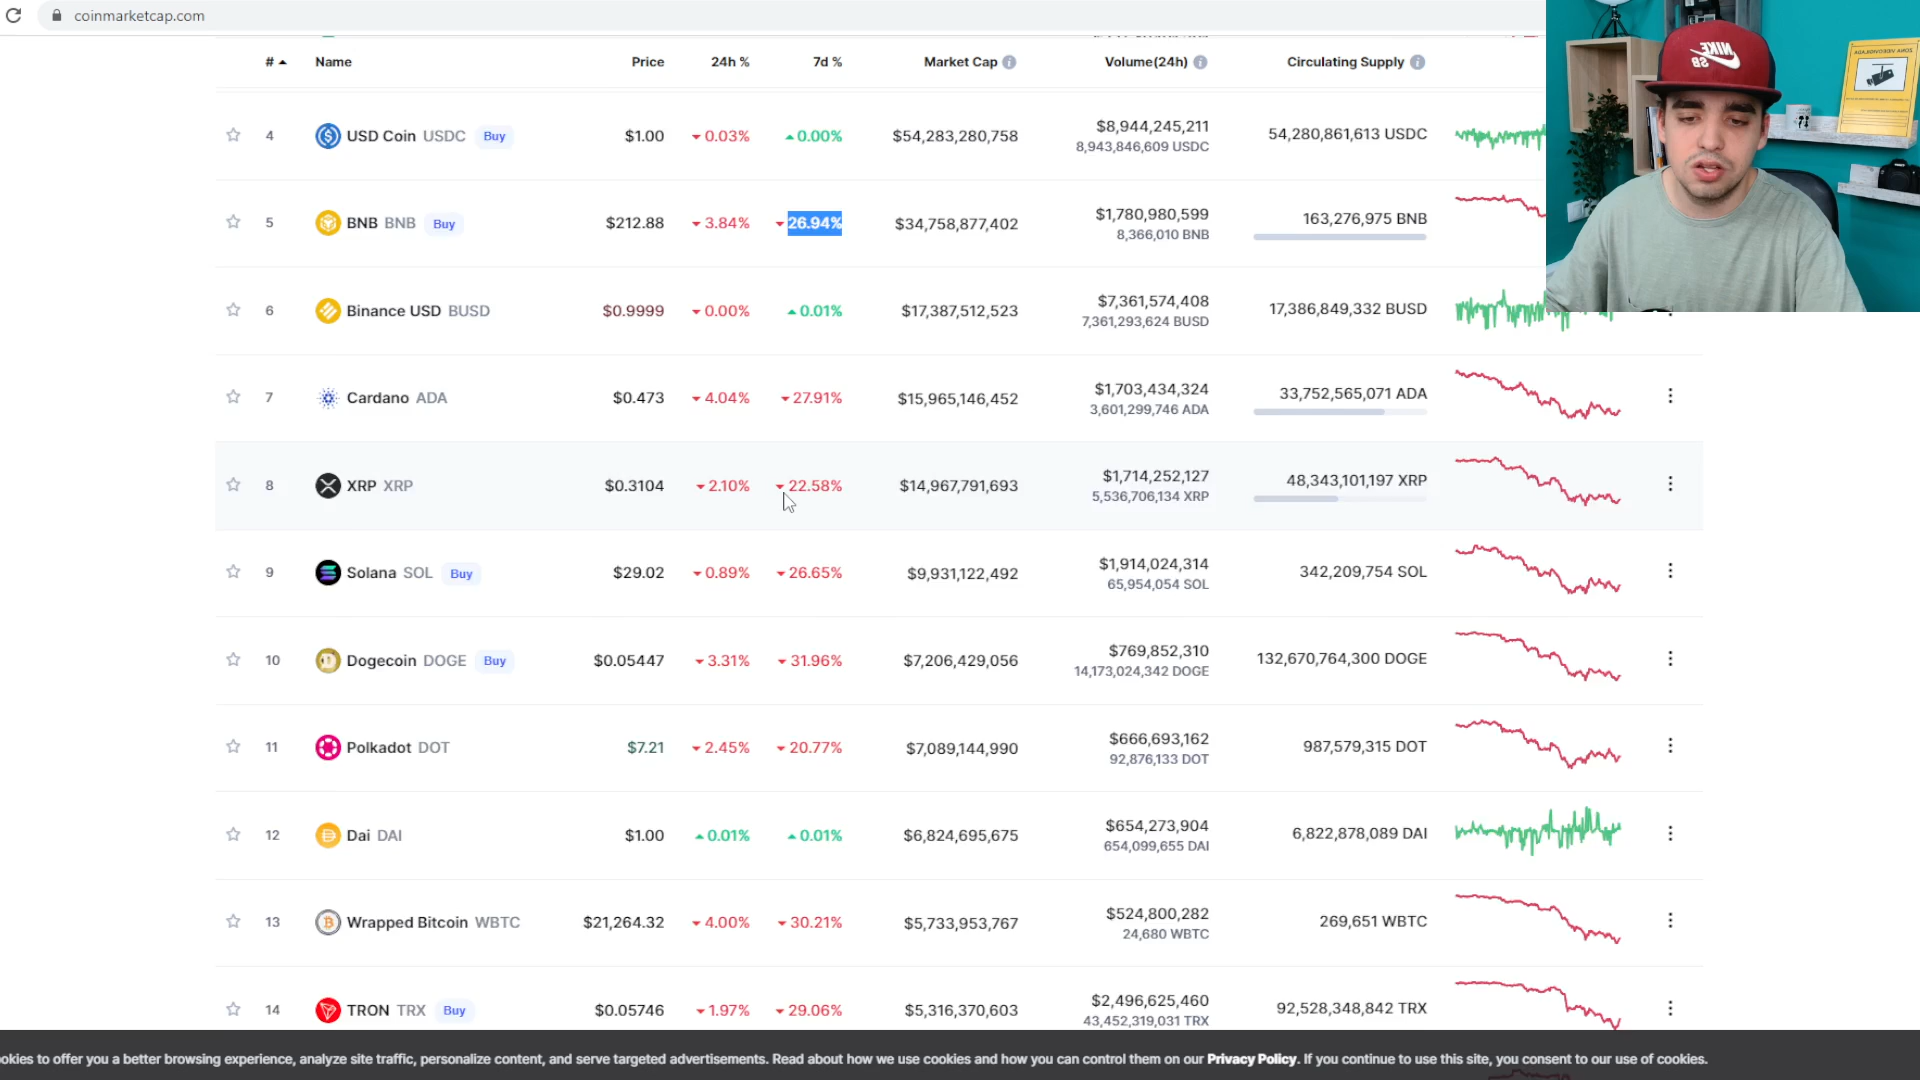 coinmarketcap.com
# Name Price 24h % 7d % Market Cap Volume(24h) Circulating Supply
4 USD Coin USDC Buy $1.00 0.03% 0.00% $54,283,280,758 $8,944,245,211 54,280,861,613 USDC
8,943,846,609 USDC
5 BNB BNB Buy $212.88 3.84% 26.94% $34,758,877,402 $1,780,980,599 163,276,975 BNB
8,366,010 BNB
6 Binance USD BUSD $0.9999 0.00% 0.01% $17,387,512,523 $7,361,574,408 17,386,849,332 BUSD
7,361,293,624 BUSD
7 Cardano ADA $0.473 4.04% 27.91% $15,965,146,452 $1,703,434,324 33,752,565,071 ADA
3,601,299,746 ADA
8 XRP XRP $0.3104 2.10% 22.58% $14,967,791,693 $1,714,252,127 48,343,101,197 XRP
5,536,706,134 XRP
9 Solana SOL Buy $29.02 0.89% 26.65% $9,931,122,492 $1,914,024,314 342,209,754 SOL
65,954,054 SOL
10 Dogecoin DOGE Buy $0.05447 3.31% 31.96% $7,206,429,056 $769,852,310 132,670,764,300 DOGE
14,173,024,342 DOGE
11 Polkadot DOT $7.21 2.45% 20.77% $7,089,144,990 $666,693,162 987,579,315 DOT
92,876,133 DOT
12 Dai DAI $1.00 0.01% 0.01% $6,824,695,675 $654,273,904 6,822,878,089 DAI
654,099,655 DAI
13 Wrapped Bitcoin WBTC $21,264.32 4.00% 30.21% $5,733,953,767 $524,800,282 269,651 WBTC
24,680 WBTC
14 TRON TRX Buy $0.05746 1.97% 29.06% $5,316,370,603 $2,496,625,460 92,528,348,842 TRX
43,452,319,031 TRX
okies to offer you a better browsing experience, analyze site traffic, personalize content, and serve targeted advertisements. Read about how we use cookies and how you can control them on our Privacy Policy. If you continue to use this site, you consent to our use of cookies.
NIKE
SB
ZONA VIDEOVIGILADA